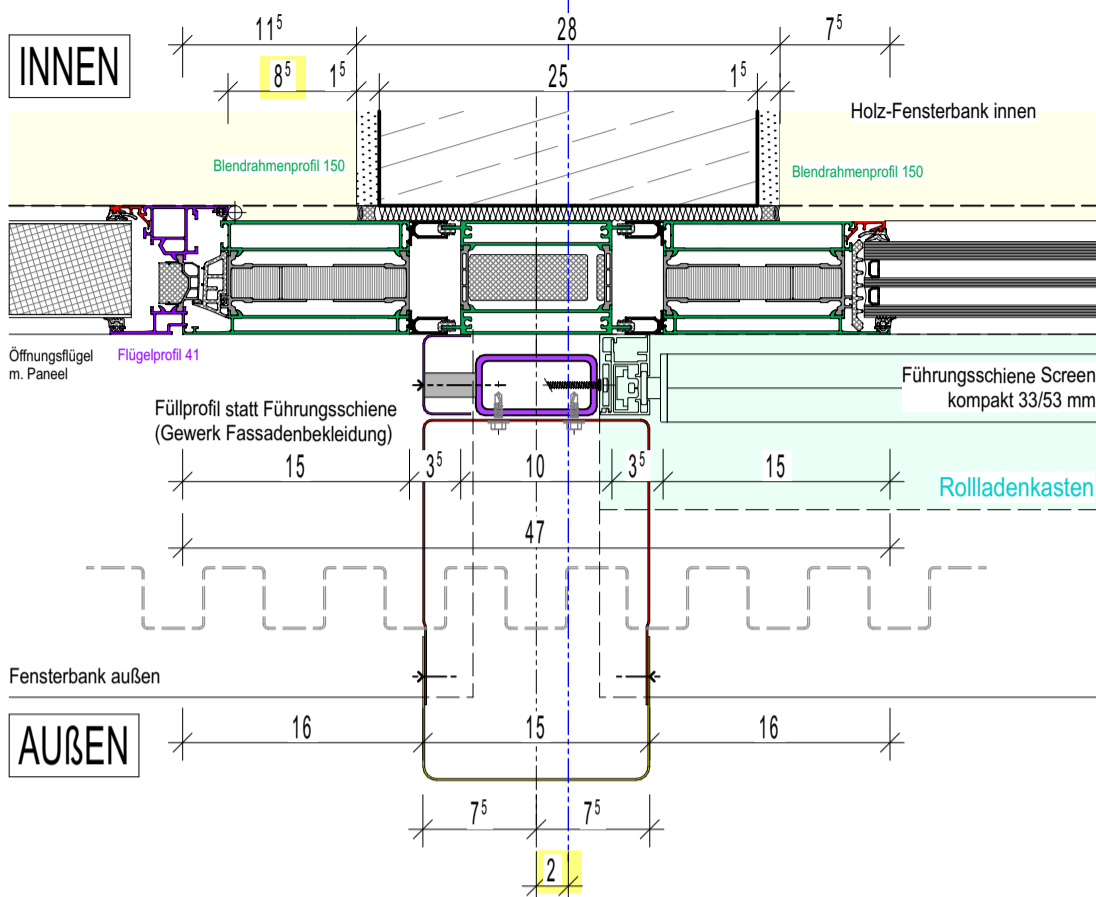 11⁵ 28 7⁵
INNEN
8⁵ 1⁵ 25 1⁵
Holz-Fensterbank innen
Blendrahmenprofil 150
Blendrahmenprofil 150
Öffnungsflügel
m. Paneel
Flügelprofil 41
Führungsschiene Screen
kompakt 33/53 mm
Füllprofil statt Führungsschiene
(Gewerk Fassadenbekleidung)
15 3⁵ 10 3⁵ 15
Rollladenkasten
47
Fensterbank außen
16 15 16
AUßEN
7⁵ 7⁵
2